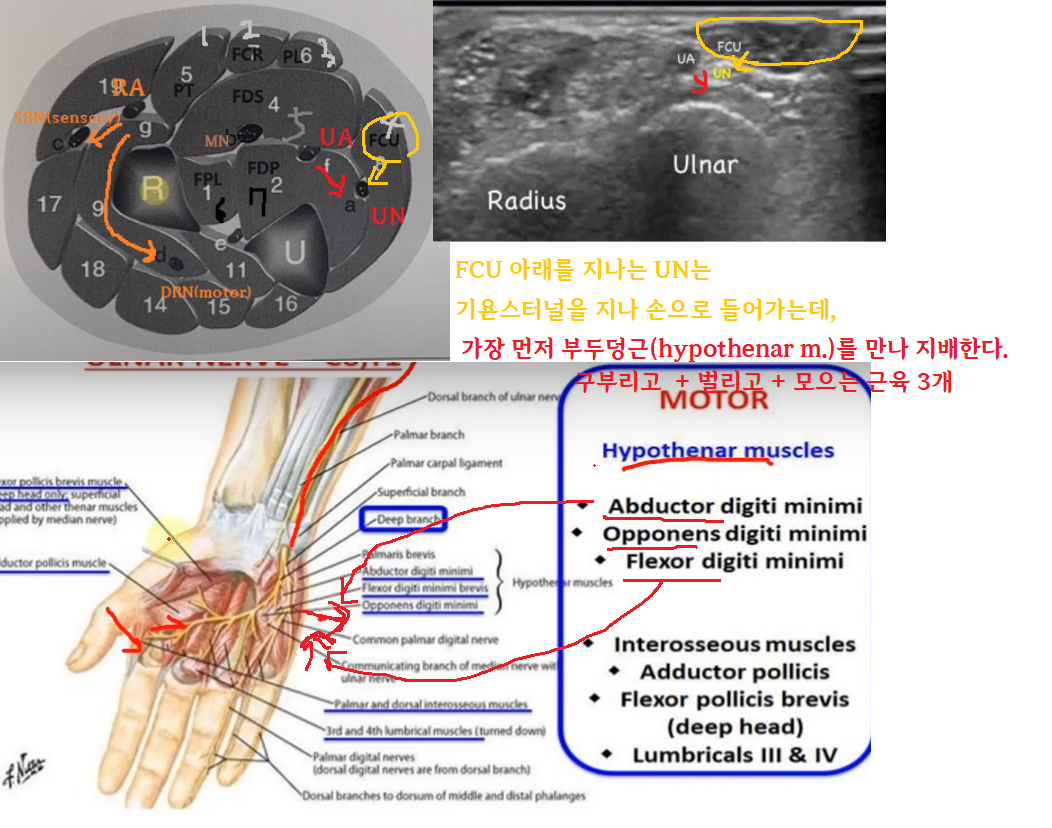 1
2
3
FCR
PL6
5
PT
19
RA
FDS
4
SRN(sensory)
g
c
MN
b
5
UA
4
FCU
FDP
FPL
f
R
1
2
6
a
UN
17
9
e
d
U
18
11
DRN(motor)
14
15
16
FCU
UA
UN
Ulnar
Radius
FCU 아래를 지나는 UN는
기욘스터널을 지나 손으로 들어가는데,
가장 먼저 부두덩근(hypothenar m.)를 만나 지배한다.
구부리고 + 벌리고 + 모으는 근육 3개
ULNAR NERVE
Dorsal branch of ulnar nerv
Palmar branch
Palmar carpal ligament
Superficial branch
Deep branch
Palmaris brevis
Abductor digiti minimi
Flexor digiti minimi brevis
Opponens digiti minimi
Hypothenar muscles
Common palmar digital nerve
Communicating branch of median nerve wit
ulnar nerve
Palmar and dorsal interosseous muscles
3rd and 4th lumbrical muscles (turned down)
Palmar digital nerves
(dorsal digital nerves are from dorsal branch)
Dorsal branches to dorsum of middle and distal phalanges
exor pollicis brevis muscle
eep head only; superficial
ad and other thenar muscles
pplied by median nerve)
dductor pollicis muscle
MOTOR
Hypothenar muscles
Abductor digiti minimi
Opponens digiti minimi
Flexor digiti minimi
Interosseous muscles
Adductor pollicis
Flexor pollicis brevis
(deep head)
Lumbricals III & IV